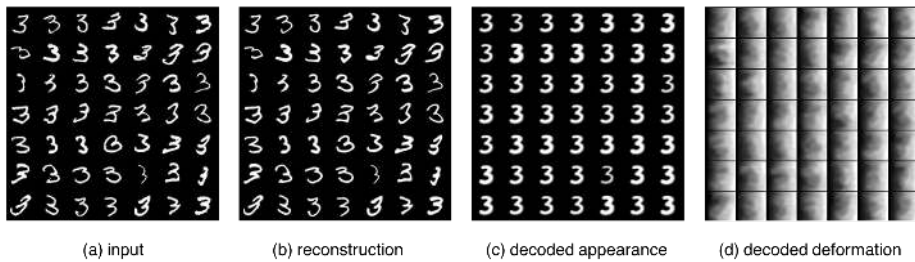 (a) input
(b) reconstruction
(c) decoded appearance
(d) decoded deformation